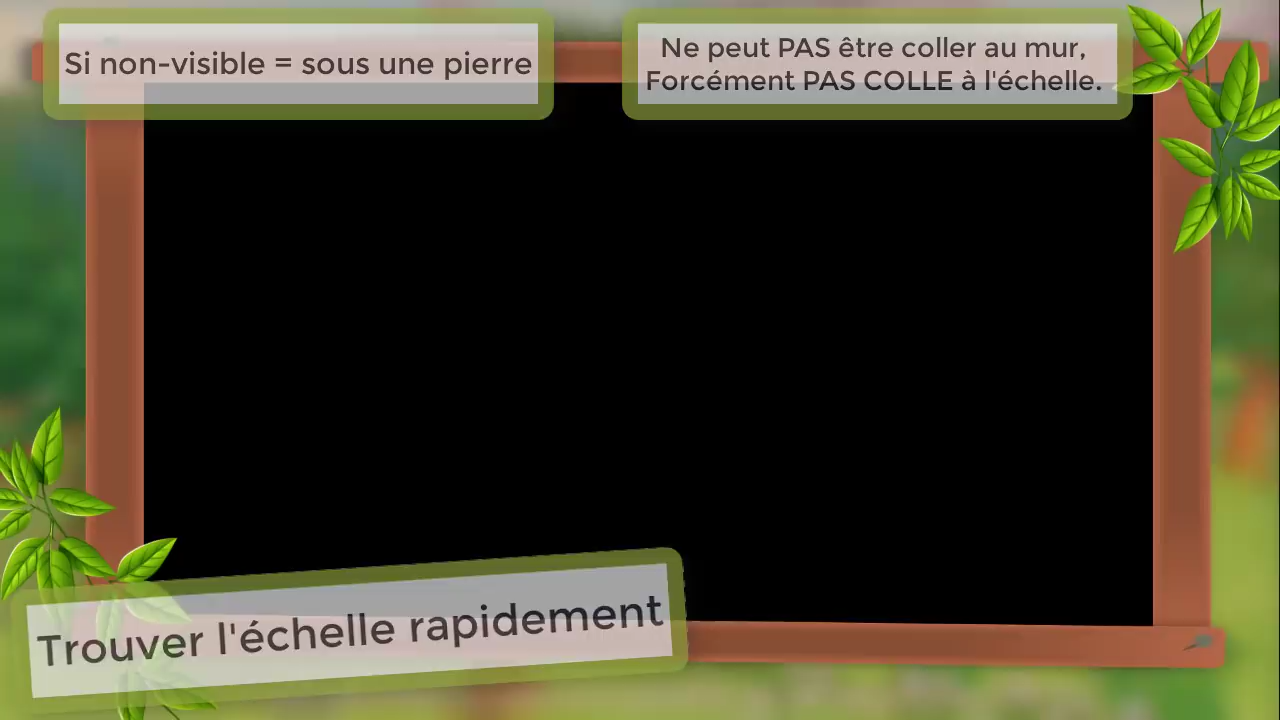 Si non-visible = sous une pierre
Ne peut PAS être coller au mur,
Forcément PAS COLLE à l'échelle.
Trouver l'échelle rapidement